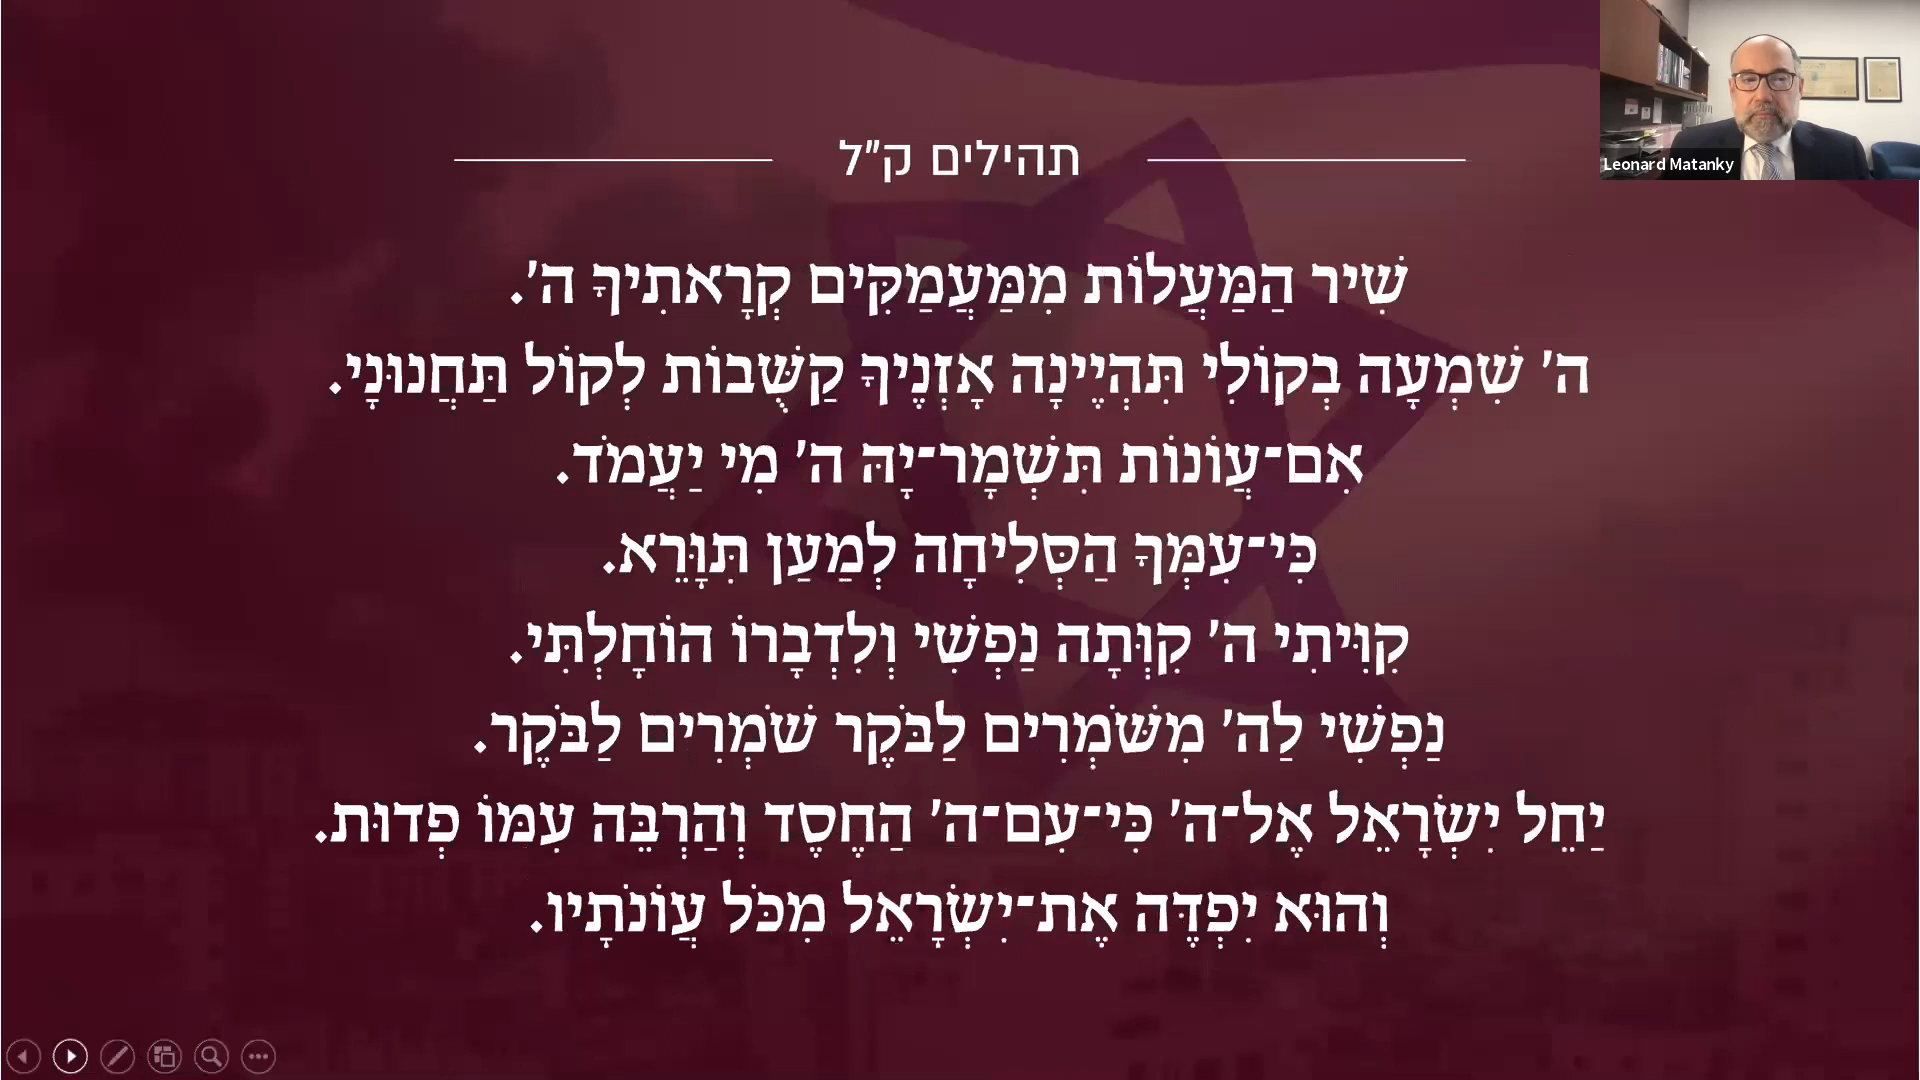 Leonard Matanky
תהילים ק"ל
שִׁיר הַמַּעֲלוֹת מִמַּעֲמַקִּים קְרָאתִיךָ ה'.
ה' שִׁמְעָה בְקוֹלִי תִּהְיֶינָה אָזְנֶיךָ קַשֻּׁבוֹת לְקוֹל תַּחֲנוּנָי.
אִם־עֲוֹנוֹת תִּשְׁמָר־יָהּ ה' מִי יַעֲמֹד.
כִּי־עִמְּךָ הַסְּלִיחָה לְמַעַן תִּוָּרֵא.
קִוִּיתִי ה' קִוְּתָה נַפְשִׁי וְלִדְבָרוֹ הוֹחָלְתִּי.
נַפְשִׁי לַה' מִשֹּׁמְרִים לַבֹּקֶר שֹׁמְרִים לַבֹּקֶר.
יַחֵל יִשְׂרָאֵל אֶל־ה' כִּי־עִם־ה' הַחֶסֶד וְהַרְבֵּה עִמּוֹ פְדוּת.
וְהוּא יִפְדֶּה אֶת־יִשְׂרָאֵל מִכֹּל עֲוֹנֹתָיו.